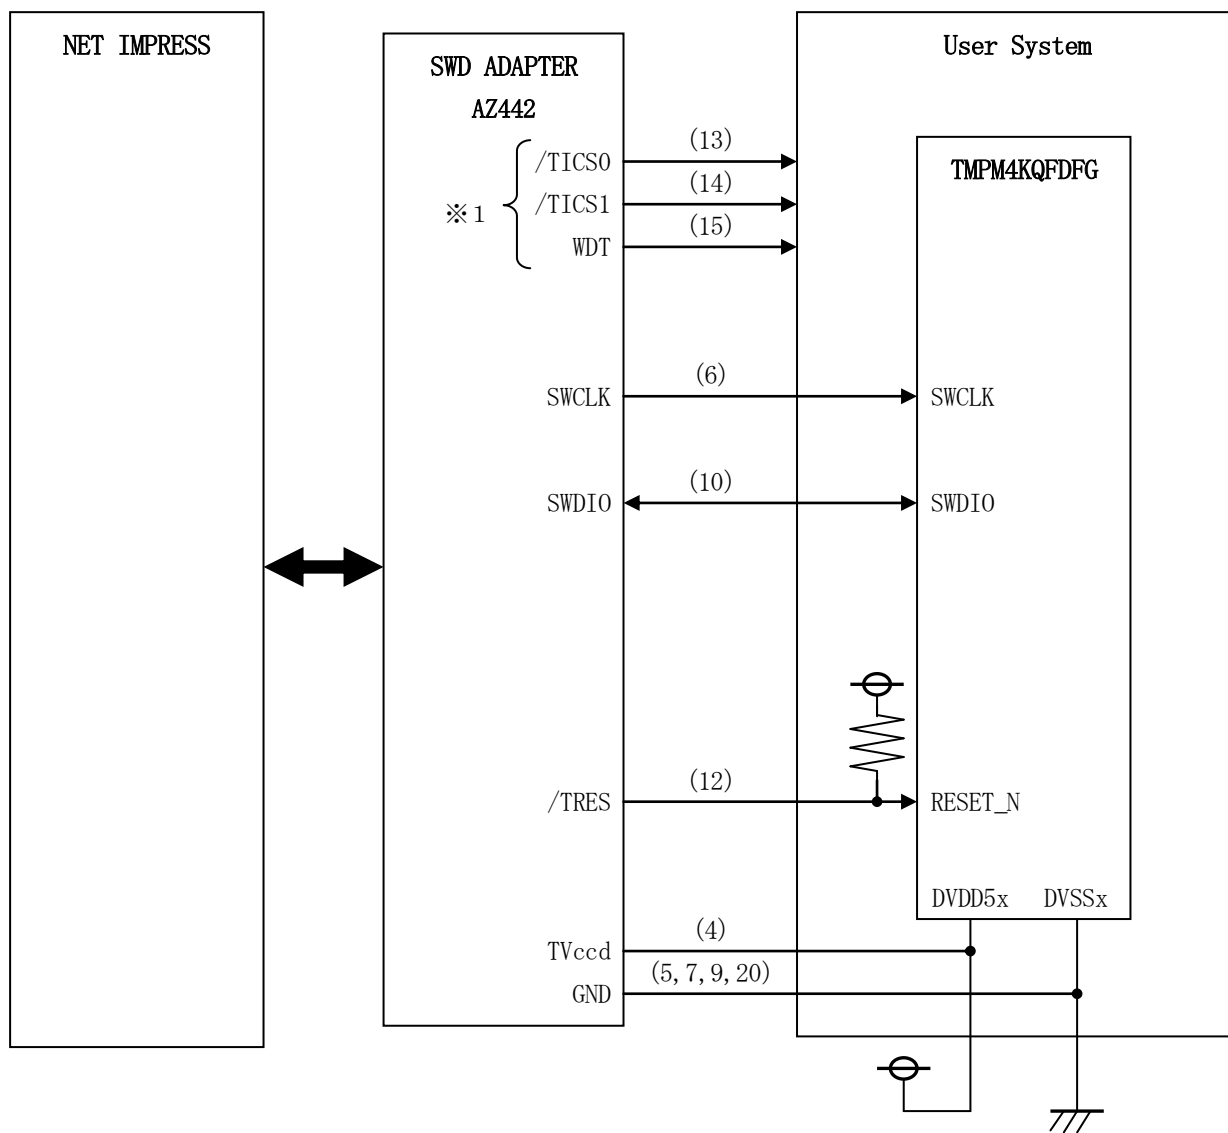 NET IMPRESS
SWD ADAPTER
AZ442
User System
TMPM4KQFDFG
※1
/TICS0
(13)
/TICS1
(14)
WDT
(15)
SWCLK
(6)
SWCLK
SWDIO
(10)
SWDIO
/TRES
(12)
RESET_N
DVDD5x
DVSSx
TVccd
(4)
GND
(5,7,9,20)